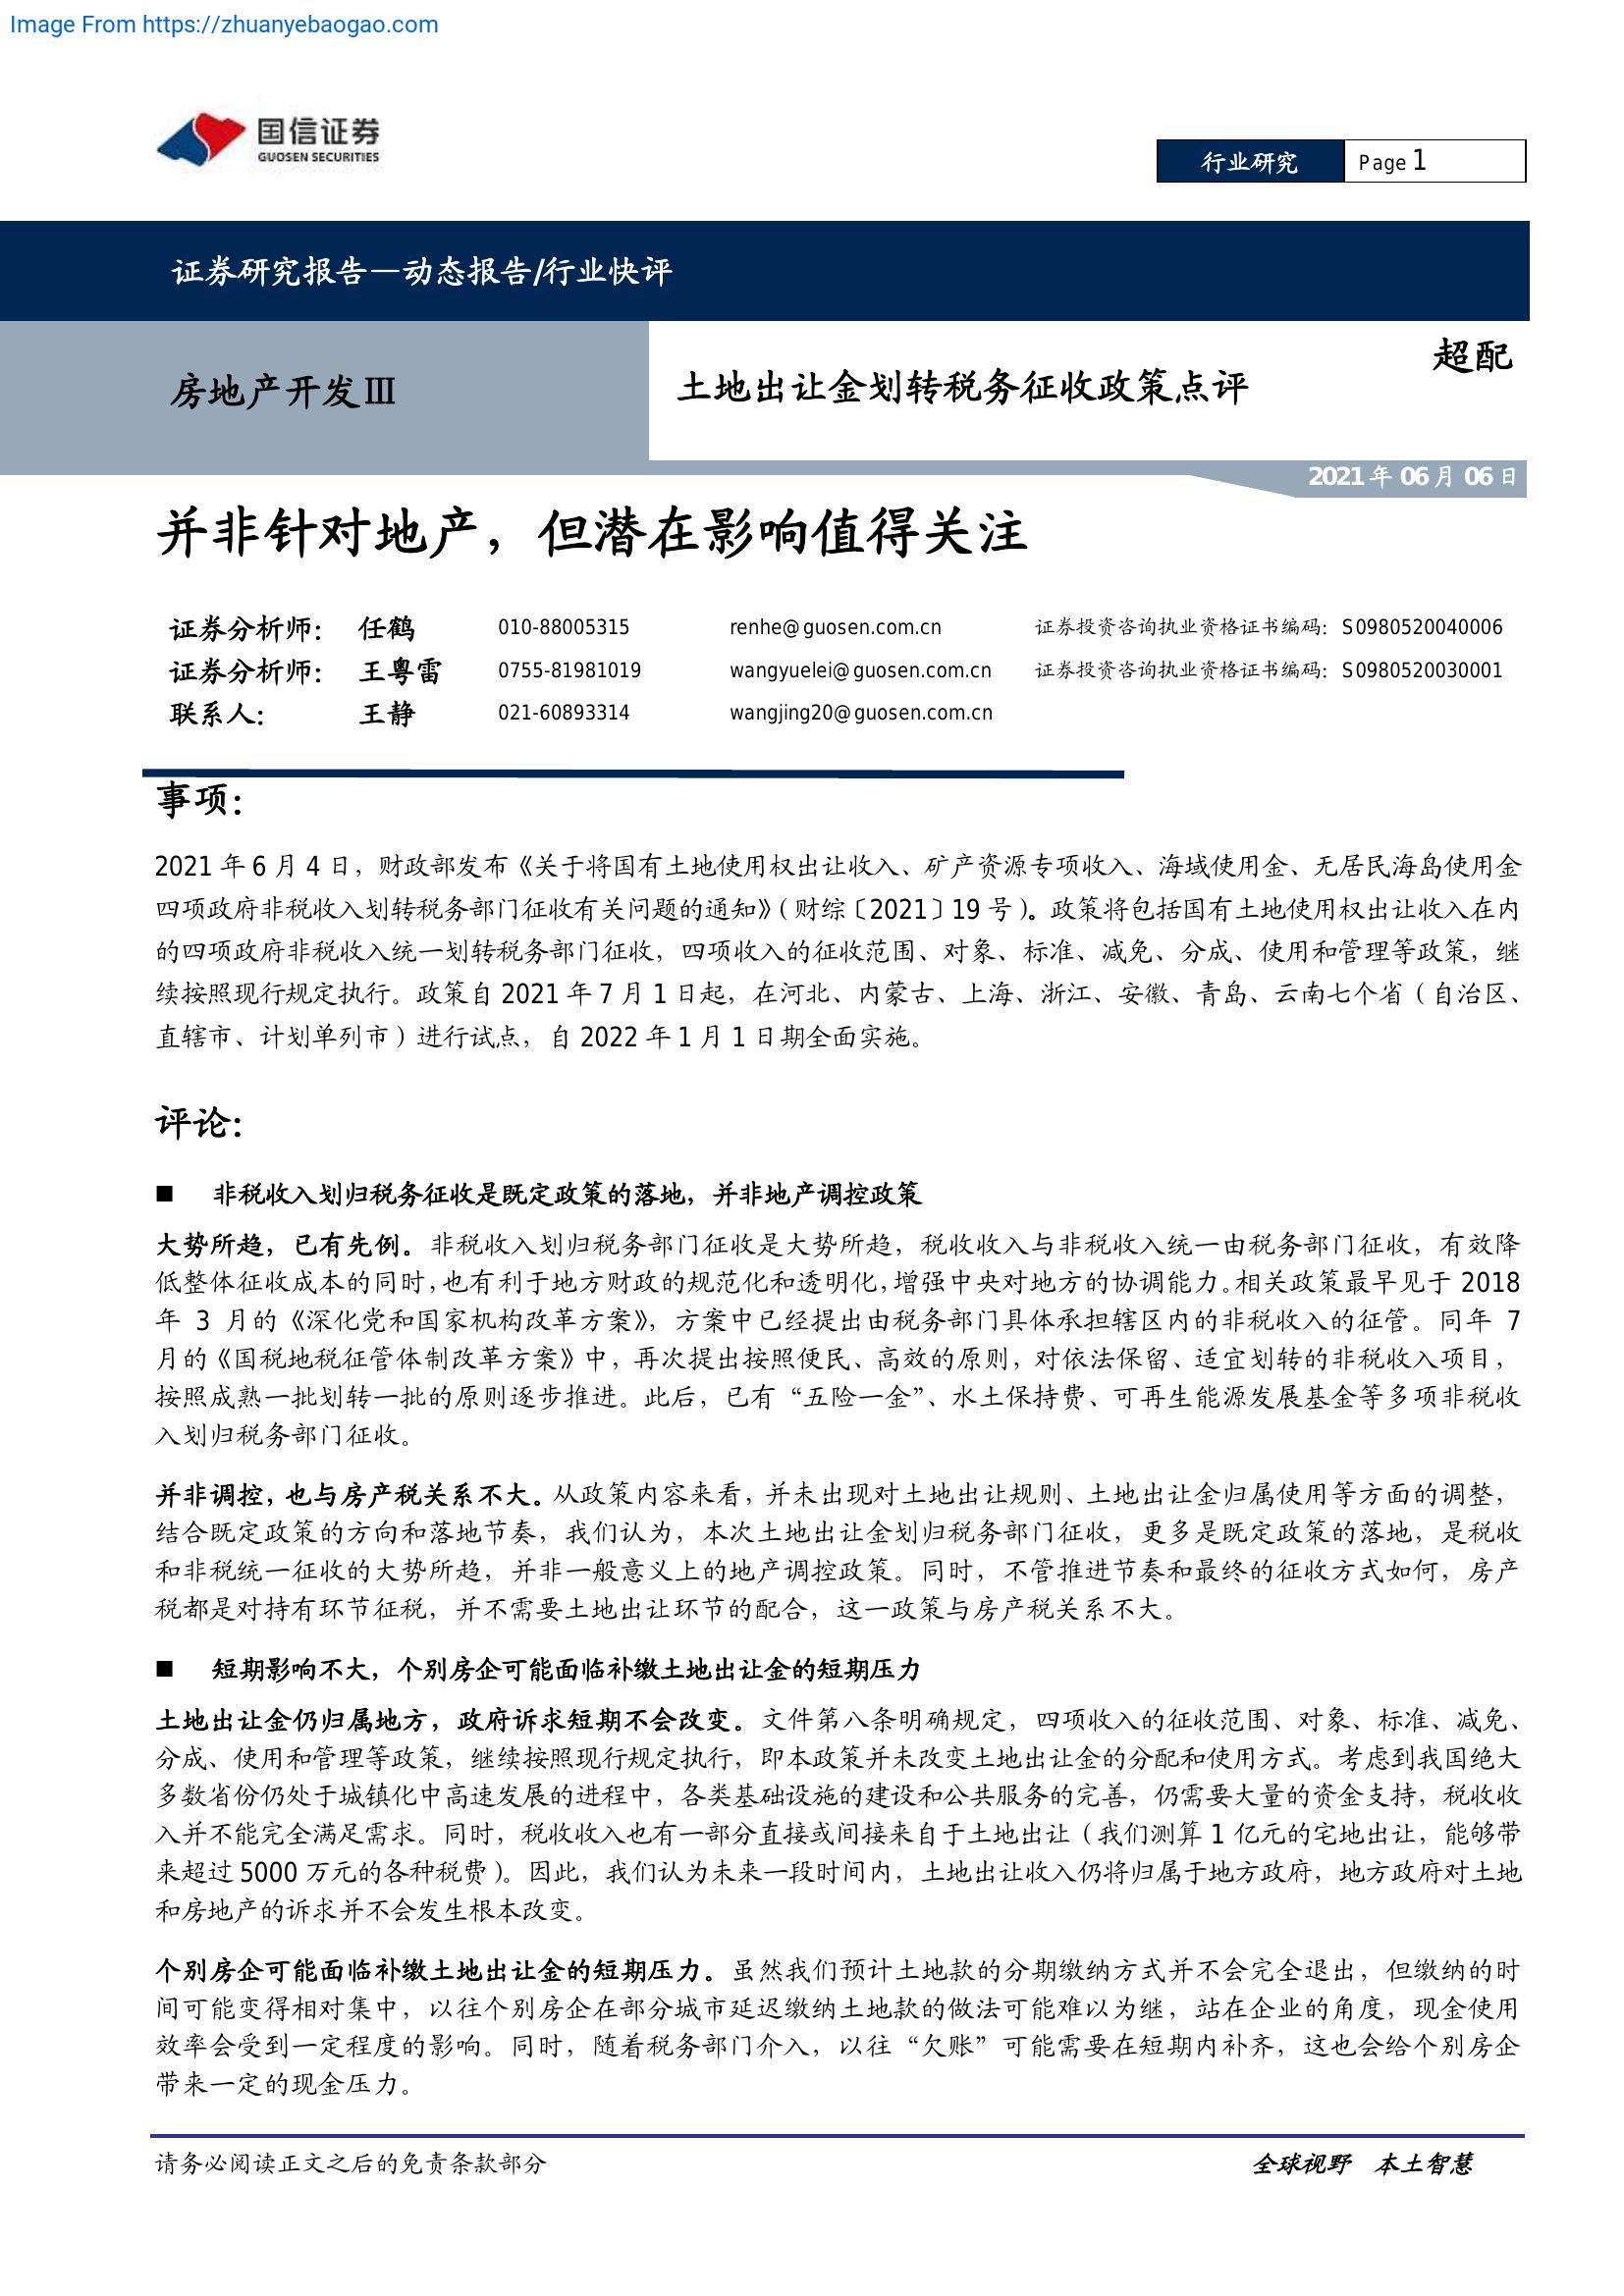 Image From https://zhuanyebaogao.com
国信证券
GUOSEN SECURITIES
行业研究
Page 1
证券研究报告—动态报告/行业快评
超配
房地产开发Ⅲ
土地出让金划转税务征收政策点评
2021 年 06 月 06 日
并非针对地产，但潜在影响值得关注
证券分析师： 任鹤 010-88005315 renhe@guosen.com.cn 证券投资咨询执业资格证书编码：S0980520040006
证券分析师： 王粤雷 0755-81981019 wangyuelei@guosen.com.cn 证券投资咨询执业资格证书编码：S0980520030001
联系人： 王静 021-60893314 wangjing20@guosen.com.cn
事项：
2021 年 6 月 4 日，财政部发布《关于将国有土地使用权出让收入、矿产资源专项收入、海域使用金、无居民海岛使用金
四项政府非税收入划转税务部门征收有关问题的通知》（财综〔2021〕19 号）。政策将包括国有土地使用权出让收入在内
的四项政府非税收入统一划转税务部门征收，四项收入的征收范围、对象、标准、减免、分成、使用和管理等政策，继
续按照现行规定执行。政策自 2021 年 7 月 1 日起，在河北、内蒙古、上海、浙江、安徽、青岛、云南七个省（自治区、
直辖市、计划单列市）进行试点，自 2022 年 1 月 1 日期全面实施。
评论：
■ 非税收入划归税务征收是既定政策的落地，并非地产调控政策
大势所趋，已有先例。非税收入划归税务部门征收是大势所趋，税收收入与非税收入统一由税务部门征收，有效降
低整体征收成本的同时，也有利于地方财政的规范化和透明化，增强中央对地方的协调能力。相关政策最早见于 2018
年 3 月的《深化党和国家机构改革方案》，方案中已经提出由税务部门具体承担辖区内的非税收入的征管。同年 7
月的《国税地税征管体制改革方案》中，再次提出按照便民、高效的原则，对依法保留、适宜划转的非税收入项目，
按照成熟一批划转一批的原则逐步推进。此后，已有“五险一金”、水土保持费、可再生能源发展基金等多项非税收
入划归税务部门征收。
并非调控，也与房产税关系不大。从政策内容来看，并未出现对土地出让规则、土地出让金归属使用等方面的调整，
结合既定政策的方向和落地节奏，我们认为，本次土地出让金划归税务部门征收，更多是既定政策的落地，是税收
和非税统一征收的大势所趋，并非一般意义上的地产调控政策。同时，不管推进节奏和最终的征收方式如何，房产
税都是对持有环节征税，并不需要土地出让环节的配合，这一政策与房产税关系不大。
■ 短期影响不大，个别房企可能面临补缴土地出让金的短期压力
土地出让金仍归属地方，政府诉求短期不会改变。文件第八条明确规定，四项收入的征收范围、对象、标准、减免、
分成、使用和管理等政策，继续按照现行规定执行，即本政策并未改变土地出让金的分配和使用方式。考虑到我国绝大
多数省份仍处于城镇化中高速发展的进程中，各类基础设施的建设和公共服务的完善，仍需要大量的资金支持，税收收
入并不能完全满足需求。同时，税收收入也有一部分直接或间接来自于土地出让（我们测算 1 亿元的宅地出让，能够带
来超过 5000 万元的各种税费）。因此，我们认为未来一段时间内，土地出让收入仍将归属于地方政府，地方政府对土地
和房地产的诉求并不会发生根本改变。
个别房企可能面临补缴土地出让金的短期压力。虽然我们预计土地款的分期缴纳方式并不会完全退出，但缴纳的时
间可能变得相对集中，以往个别房企在部分城市延迟缴纳土地款的做法可能难以为继，站在企业的角度，现金使用
效率会受到一定程度的影响。同时，随着税务部门介入，以往“欠账”可能需要在短期内补齐，这也会给个别房企
带来一定的现金压力。
请务必阅读正文之后的免责条款部分
全球视野 本土智慧